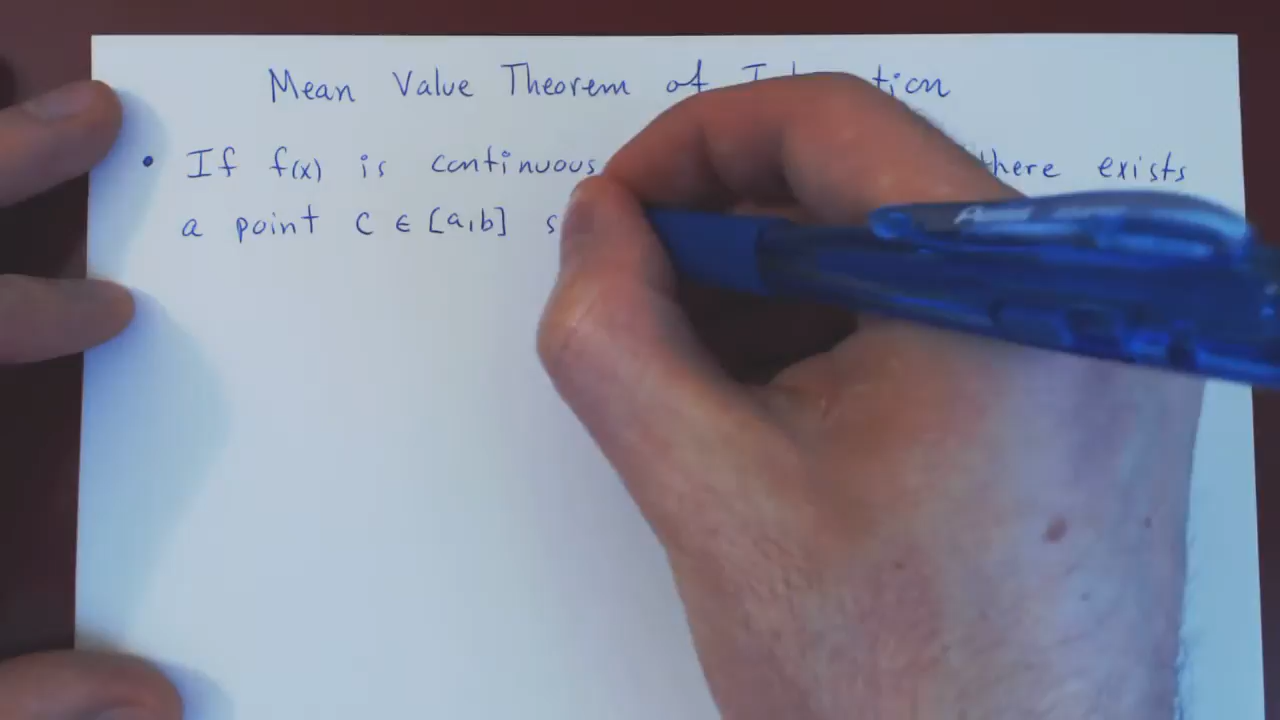 Mean Value Theorem of
• If f(x) is continuous there exists
a point c ∈ [a,b]